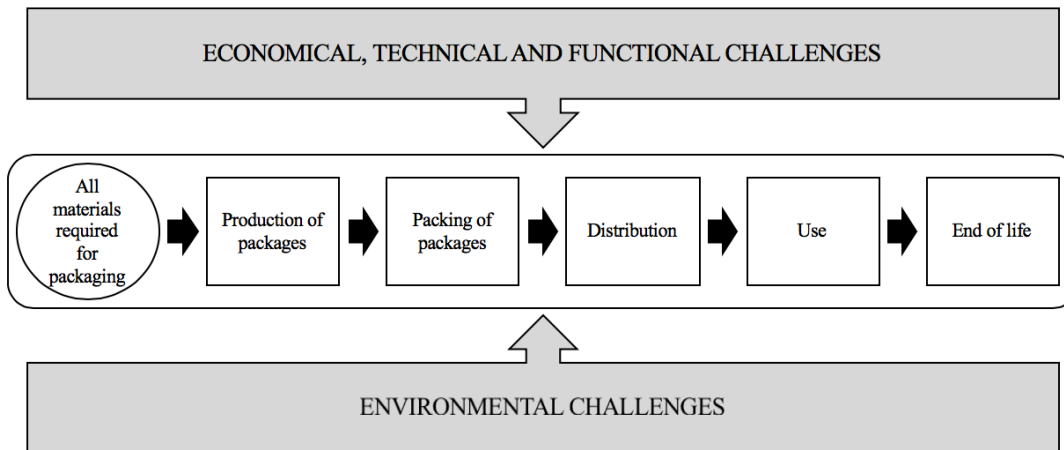 ECONOMICAL, TECHNICAL AND FUNCTIONAL CHALLENGES
All
materials
required
for
packaging
Production of
packages
Packing of
packages
Distribution
Use
End of life
ENVIRONMENTAL CHALLENGES